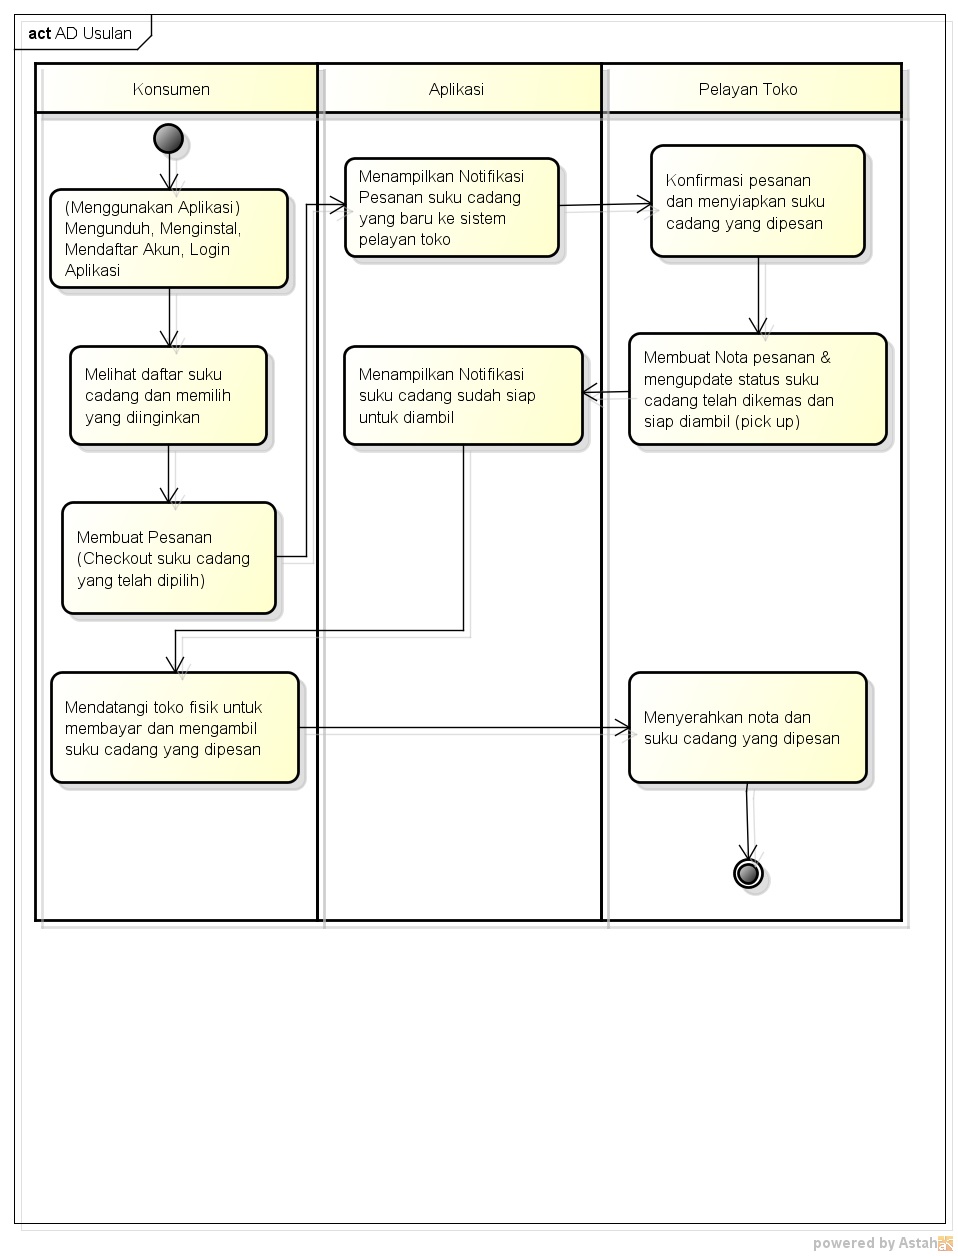 act AD Usulan
Konsumen
Aplikasi
Pelayan Toko
(Menggunakan Aplikasi)
Mengunduh, Menginstal,
Mendaftar Akun, Login
Aplikasi
Menampilkan Notifikasi
Pesanan suku cadang
yang baru ke sistem
pelayan toko
Konfirmasi pesanan
dan menyiapkan suku
cadang yang dipesan
Melihat daftar suku
cadang dan memilih
yang diinginkan
Menampilkan Notifikasi
suku cadang sudah siap
untuk diambil
Membuat Nota pesanan &
mengupdate status suku
cadang telah dikemas dan
siap diambil (pick up)
Membuat Pesanan
(Checkout suku cadang
yang telah dipilih)
Mendatangi toko fisik untuk
membayar dan mengambil
suku cadang yang dipesan
Menyerahkan nota dan
suku cadang yang dipesan
powered by Astah